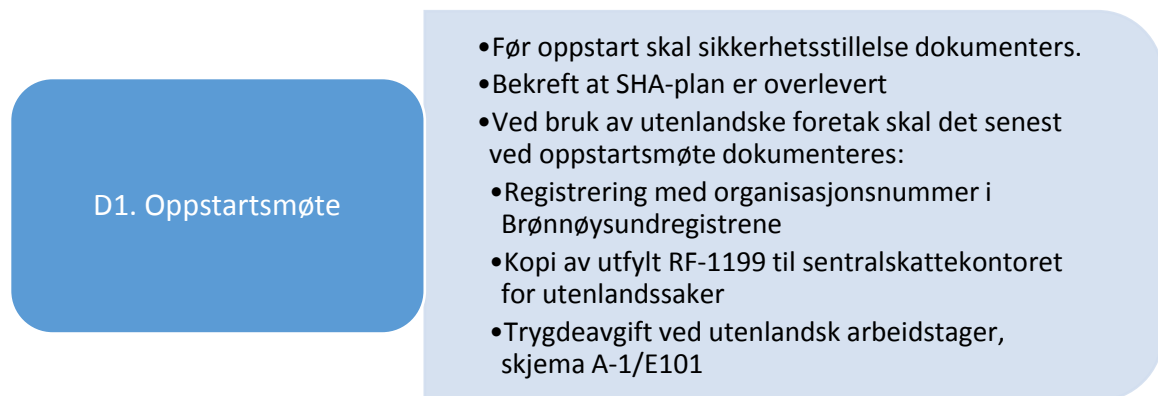 D1. Oppstartsmøte
•Før oppstart skal sikkerhetsstillelse dokumenters.
•Bekreft at SHA-plan er overlevert
•Ved bruk av utenlandske foretak skal det senest
ved oppstartsmøte dokumenteres:
•Registrering med organisasjonsnummer i
Brønnøysundregistrene
•Kopi av utfylt RF-1199 til sentralskattekontoret
for utenlandssaker
•Trygdeavgift ved utenlandsk arbeidstager,
skjema A-1/E101